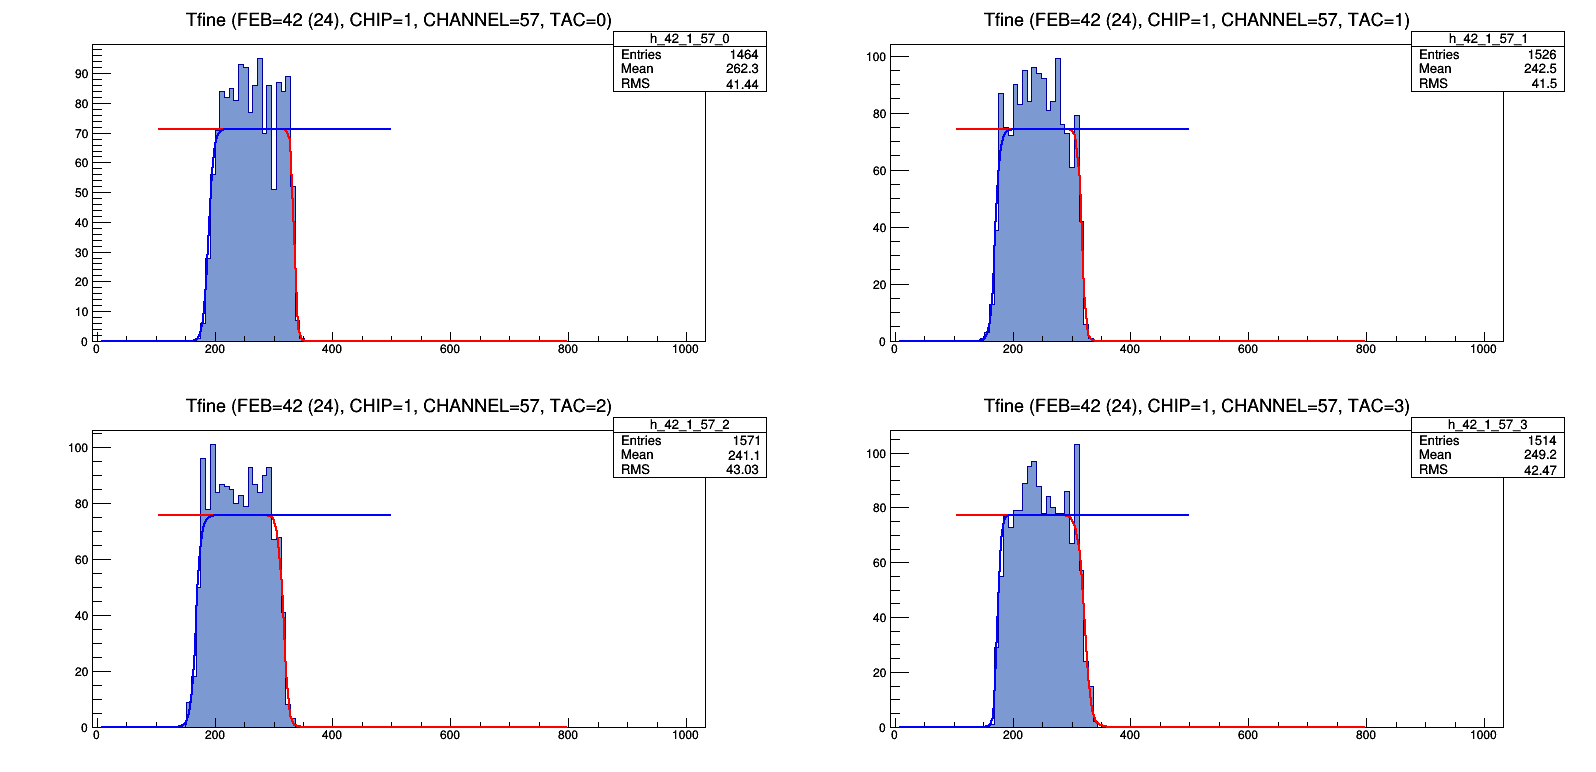 Tfine (FEB=42 (24), CHIP=1, CHANNEL=57, TAC=0)
h_42_1_57_0
Entries 1464
Mean 262.3
RMS 41.44
90
80
70
60
50
40
30
20
10
0
0 200 400 600 800 1000
Tfine (FEB=42 (24), CHIP=1, CHANNEL=57, TAC=1)
h_42_1_57_1
Entries 1526
Mean 242.5
RMS 41.5
100
80
60
40
20
0
0 200 400 600 800 1000
Tfine (FEB=42 (24), CHIP=1, CHANNEL=57, TAC=2)
h_42_1_57_2
Entries 1571
Mean 241.1
RMS 43.03
100
80
60
40
20
0
0 200 400 600 800 1000
Tfine (FEB=42 (24), CHIP=1, CHANNEL=57, TAC=3)
h_42_1_57_3
Entries 1514
Mean 249.2
RMS 42.47
100
80
60
40
20
0
0 200 400 600 800 1000